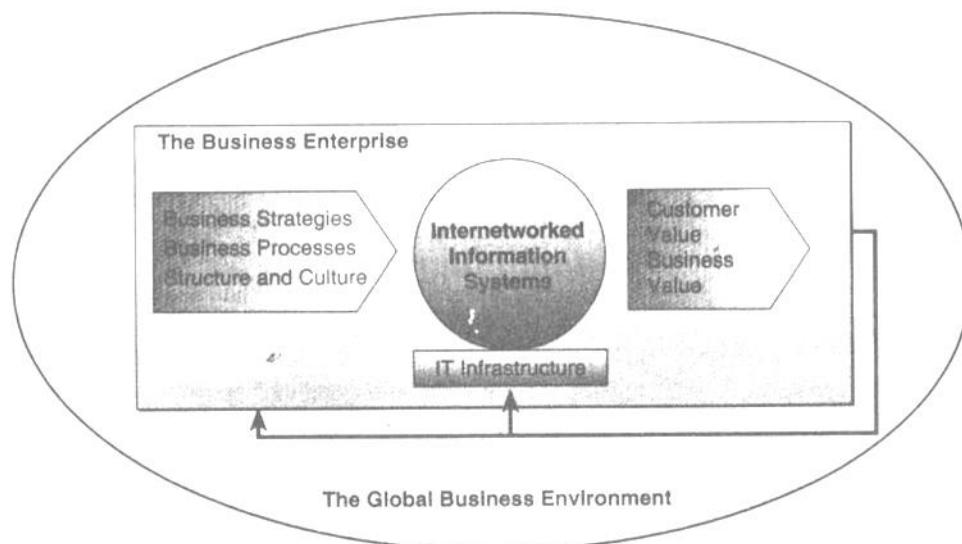 The Business Enterprise
Business Strategies
Business Processes
Structure and Culture
Internetworked
Information
Systems
Customer
Value
Business
Value
IT Infrastructure
The Global Business Environment